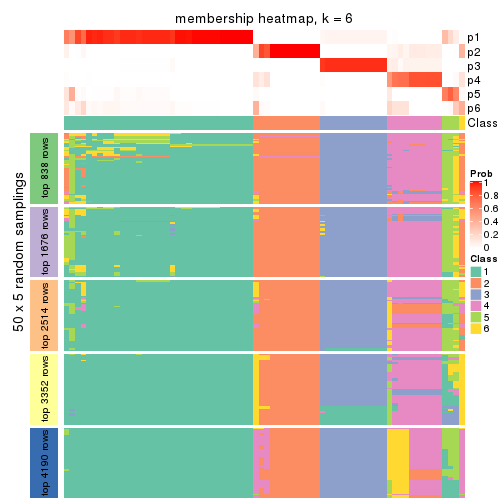 membership heatmap, k = 6
p1
p2
p3
p4
p5
p6
Class
50 x 5 random samplings
top 838 rows
top 1676 rows
top 2514 rows
top 3352 rows
top 4190 rows
Prob
1
0.8
0.6
0.4
0.2
0
Class
1
2
3
4
5
6